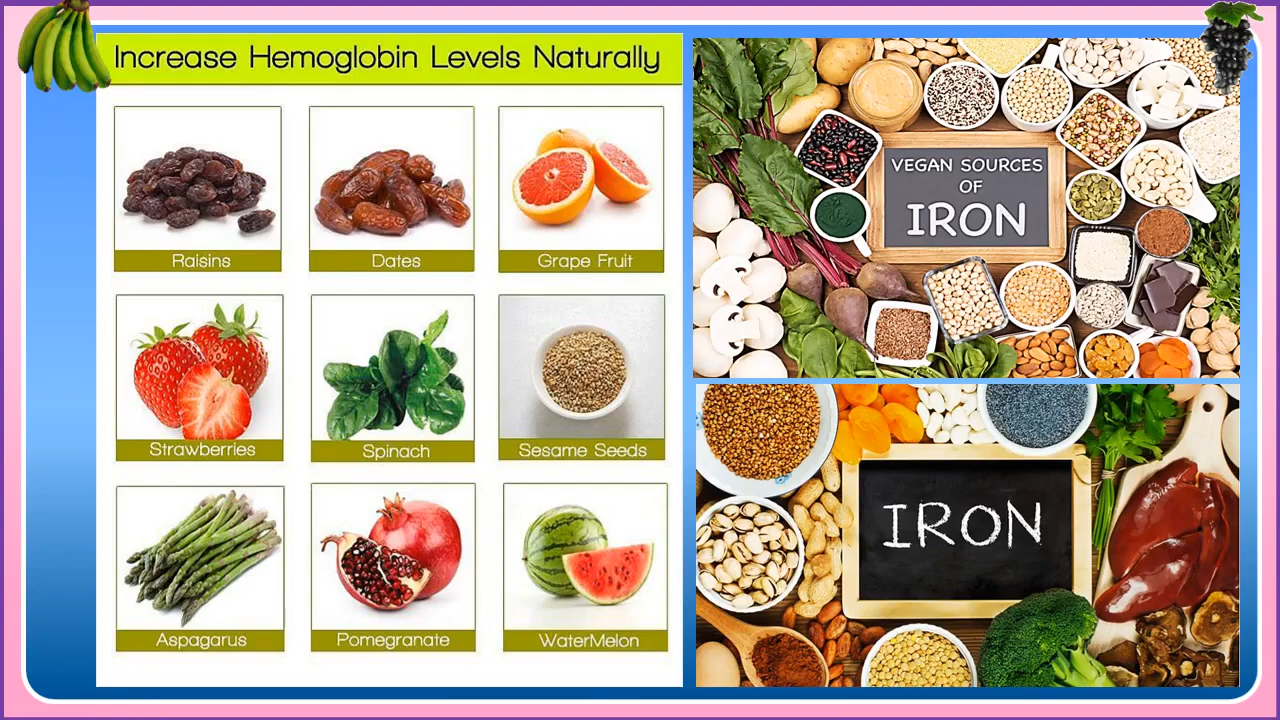 Increase Hemoglobin Levels Naturally
Raisins
Dates
Grape Fruit
Strawberries
Spinach
Sesame Seeds
Aspagarus
Pomegranate
WaterMelon
VEGAN SOURCES
OF
IRON
IRON